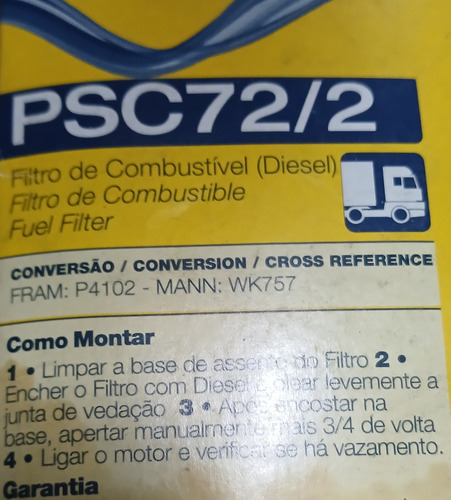 PSC72/2
Filtro de Combustível (Diesel)
Filtro de Combustible
Fuel Filter
CONVERSÃO / CONVERSION / CROSS REFERENCE
FRAM: P4102 - MANN: WK757
Como Montar
1 • Limpar a base de assento do Filtro 2 •
Encher o Filtro com Diesel e olear levemente a
junta de vedação 3 • Após encostar na
base, apertar manualmente mais 3/4 de volta
4 • Ligar o motor e verificar se há vazamento.
Garantia